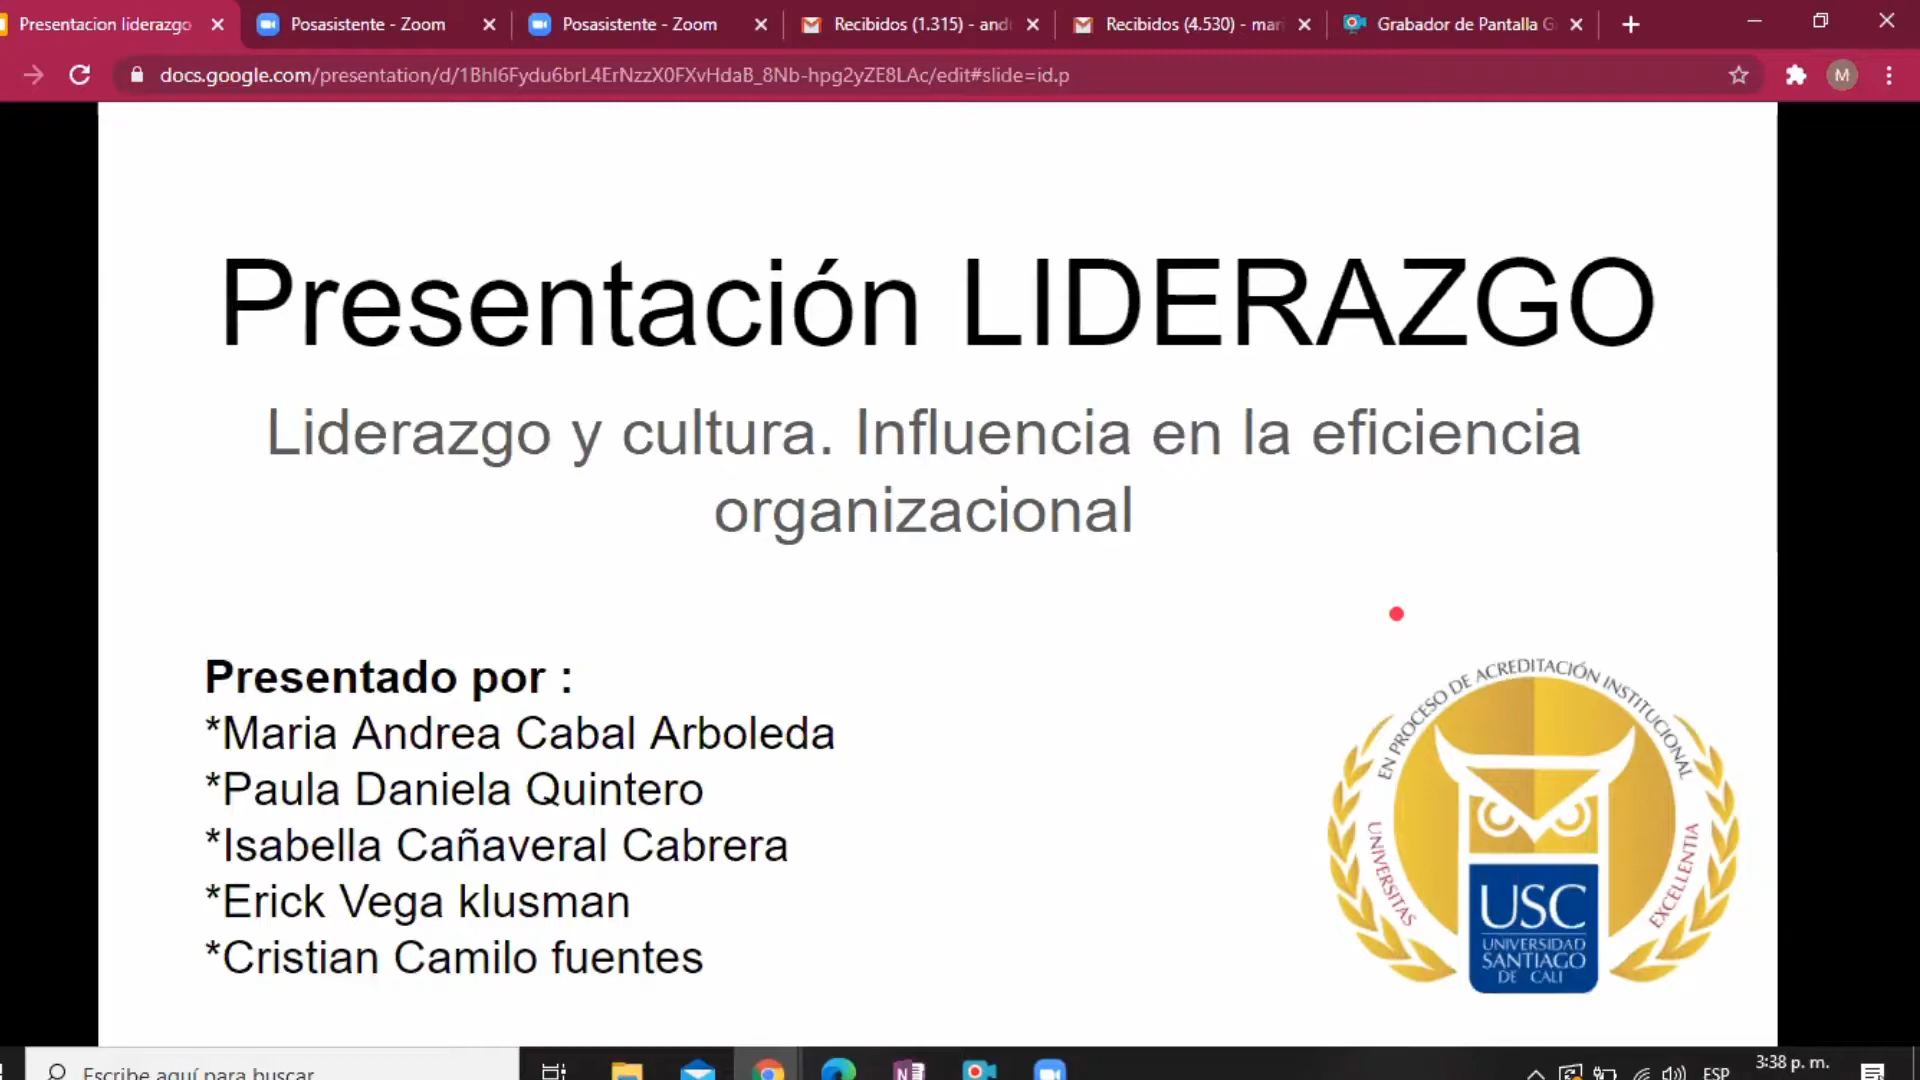 Presentacion liderazgo
Posasistente - Zoom
Posasistente - Zoom
Recibidos (1.315) - and
Recibidos (4.530) - mar
Grabador de Pantalla G
docs.google.com/presentation/d/1BhI6Fydu6brL4ErNzzX0FXvHdaB_8Nb-hpg2yZE8LAc/edit#slide=id.p
M
Presentación LIDERAZGO
Liderazgo y cultura. Influencia en la eficiencia
organizacional
Presentado por :
*Maria Andrea Cabal Arboleda
*Paula Daniela Quintero
*Isabella Cañaveral Cabrera
*Erick Vega klusman
*Cristian Camilo fuentes
EN PROCESO DE ACREDITACIÓN INSTITUCIONAL
UNIVERSITAS
EXCELLENTIA
USC
UNIVERSIDAD
SANTIAGO
DE CALI
Escribe aquí para buscar
N
ESP
3:38 p. m.